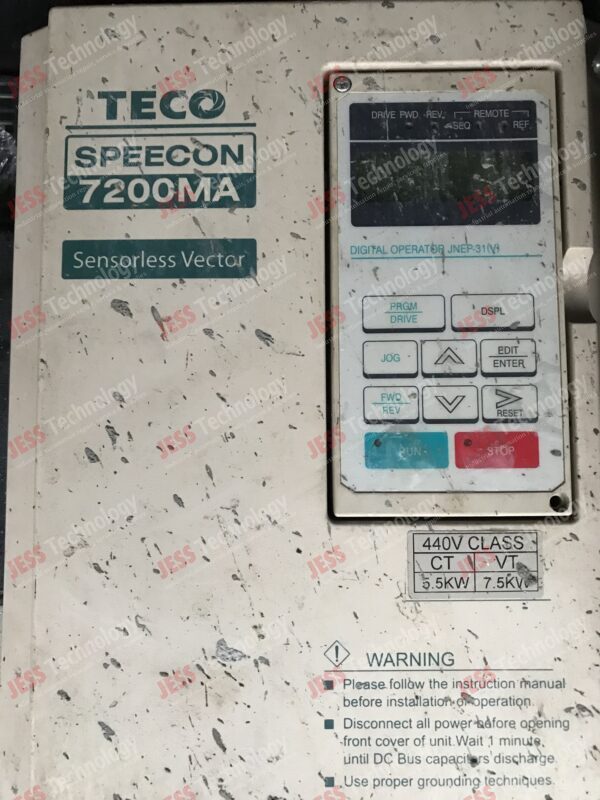 TECO
SPEECON
7200MA
Sensorless Vector
DRIVE FWD REV REMOTE
SEQ REF
DIGITAL OPERATOR JNEP-31(V)
PRGM
DRIVE
DSPL
JOG
EDIT
ENTER
FWD
REV
RESET
RUN
STOP
440V CLASS
CT VT
5.5KW 7.5KW
WARNING
Please follow the instruction manual
before installation or operation.
Disconnect all power before opening
front cover of unit.Wait 1 minute
until DC Bus capacitors discharge.
Use proper grounding techniques.
JESS Technology